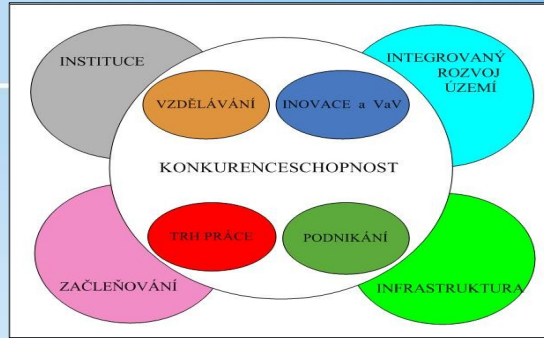 INSTITUCE
INTEGROVANÝ
ROZVOJ
ÚZEMÍ
VZDĚLÁVÁNÍ
INOVACE a VaV
KONKURENCESCHOPNOST
TRH PRÁCE
PODNIKÁNÍ
ZAČLEŇOVÁNÍ
INFRASTRUKTURA